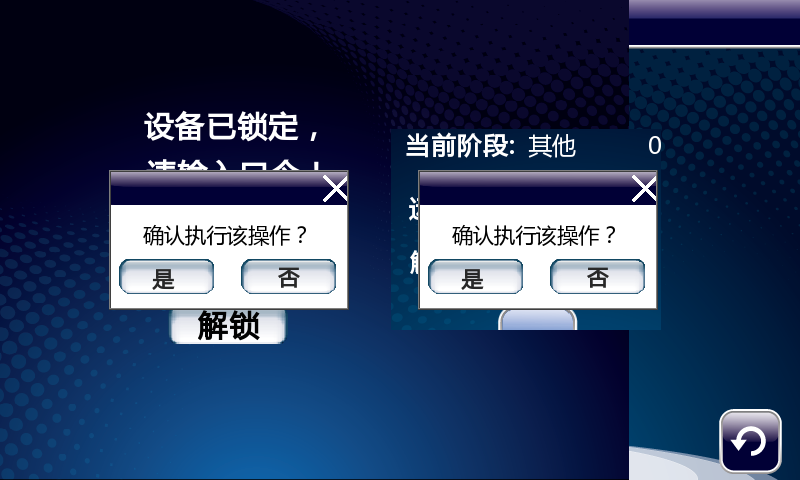 设备已锁定，
请输入口令！
当前阶段: 其他 0
确认执行该操作？
是 否
确认执行该操作？
是 否
解锁